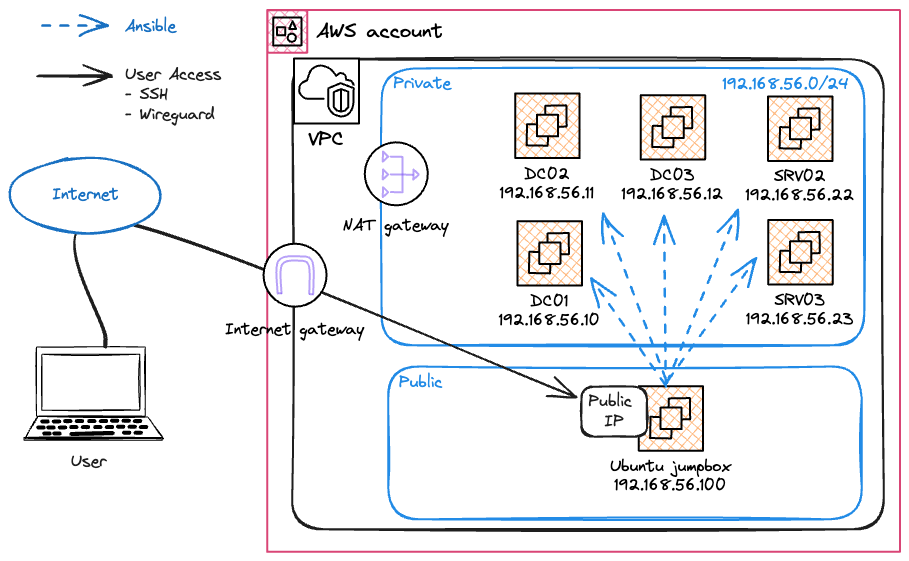 Ansible
User Access
- SSH
- Wireguard
AWS account
VPC
Private
192.168.56.0/24
DC02
192.168.56.11
DC03
192.168.56.12
SRV02
192.168.56.22
Internet
NAT gateway
DC01
192.168.56.10
SRV03
192.168.56.23
Internet gateway
Public
Public
IP
Ubuntu jumpbox
192.168.56.100
User